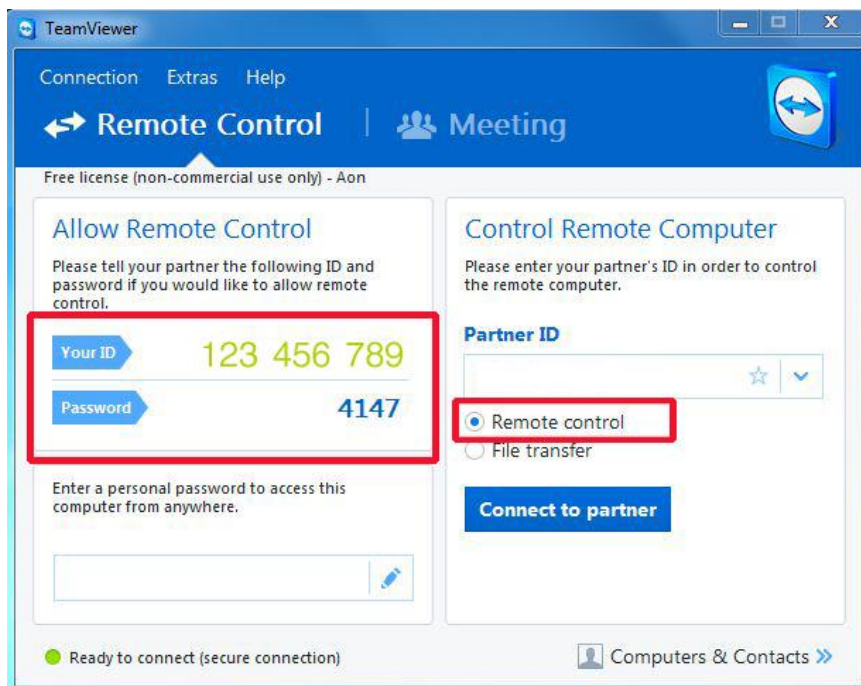 TeamViewer
Connection Extras Help
Remote Control | Meeting
Free license (non-commercial use only) - Aon
Allow Remote Control
Please tell your partner the following ID and
password if you would like to allow remote
control.
Your ID 123 456 789
Password 4147
Enter a personal password to access this
computer from anywhere.
Control Remote Computer
Please enter your partner's ID in order to control
the remote computer.
Partner ID
Remote control
File transfer
Connect to partner
Ready to connect (secure connection)
Computers & Contacts >>